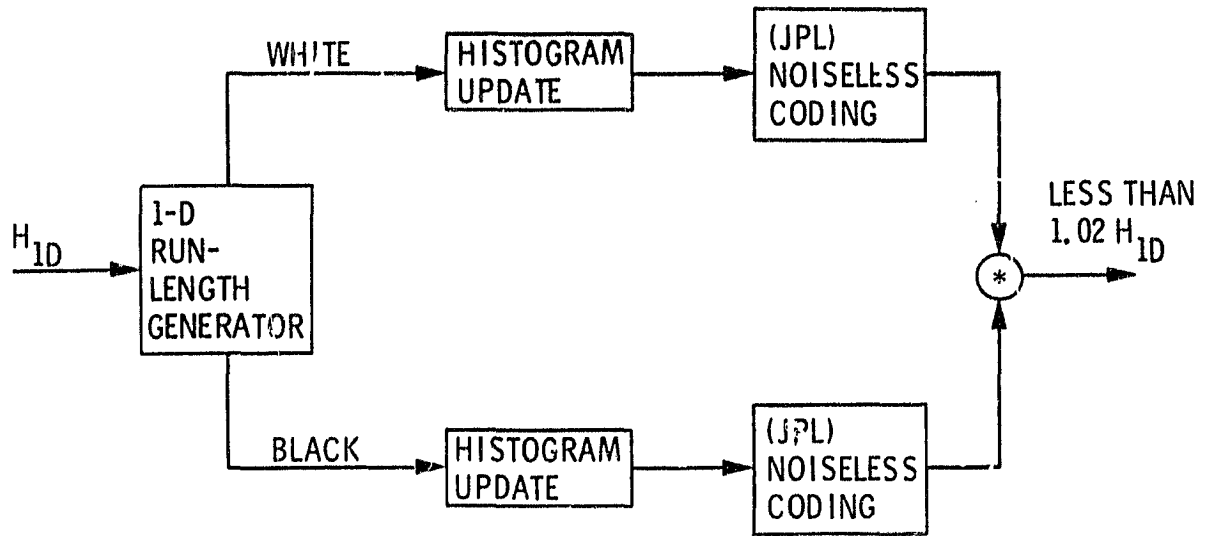 WHITE
HISTOGRAM
UPDATE
(JPL)
NOISELESS
CODING
H1D
1-D
RUN-
LENGTH
GENERATOR
LESS THAN
1.02 H1D
*
BLACK
HISTOGRAM
UPDATE
(JPL)
NOISELESS
CODING